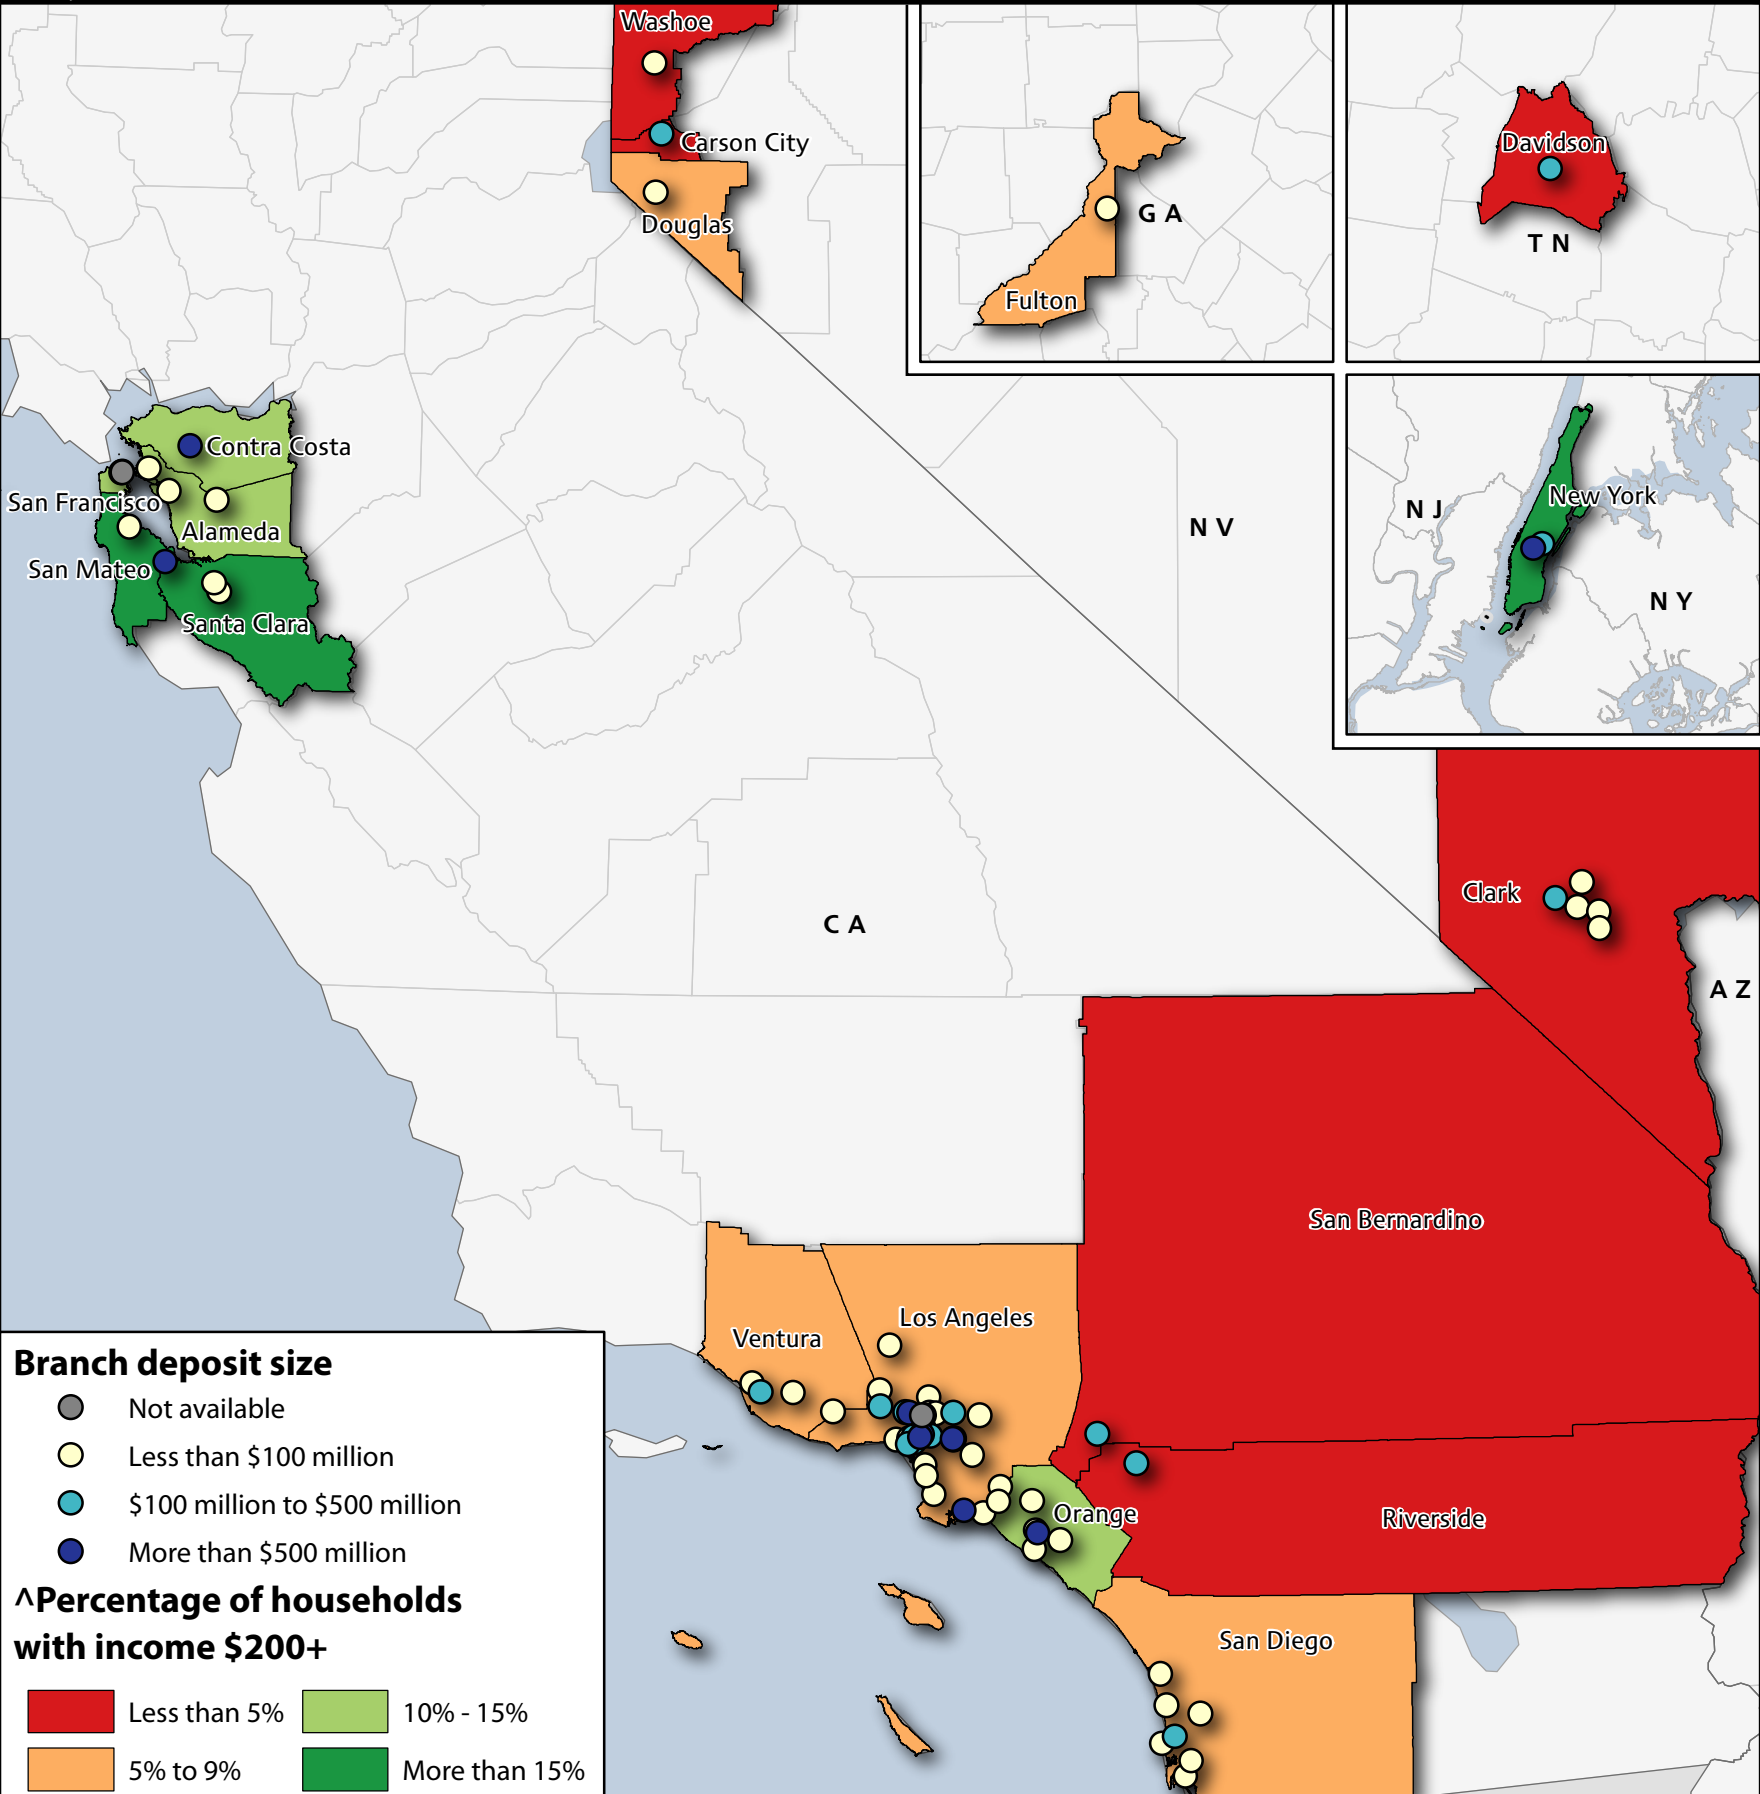 Washoe
Carson City
Douglas
G A
Fulton
Davidson
T N
Contra Costa
San Francisco
Alameda
San Mateo
Santa Clara
N V
N J
New York
N Y
Clark
C A
A Z
San Bernardino
Los Angeles
Ventura
Orange
Riverside
San Diego
Branch deposit size
Not available
Less than $100 million
$100 million to $500 million
More than $500 million
^Percentage of households
with income $200+
Less than 5% 10% - 15%
5% to 9% More than 15%